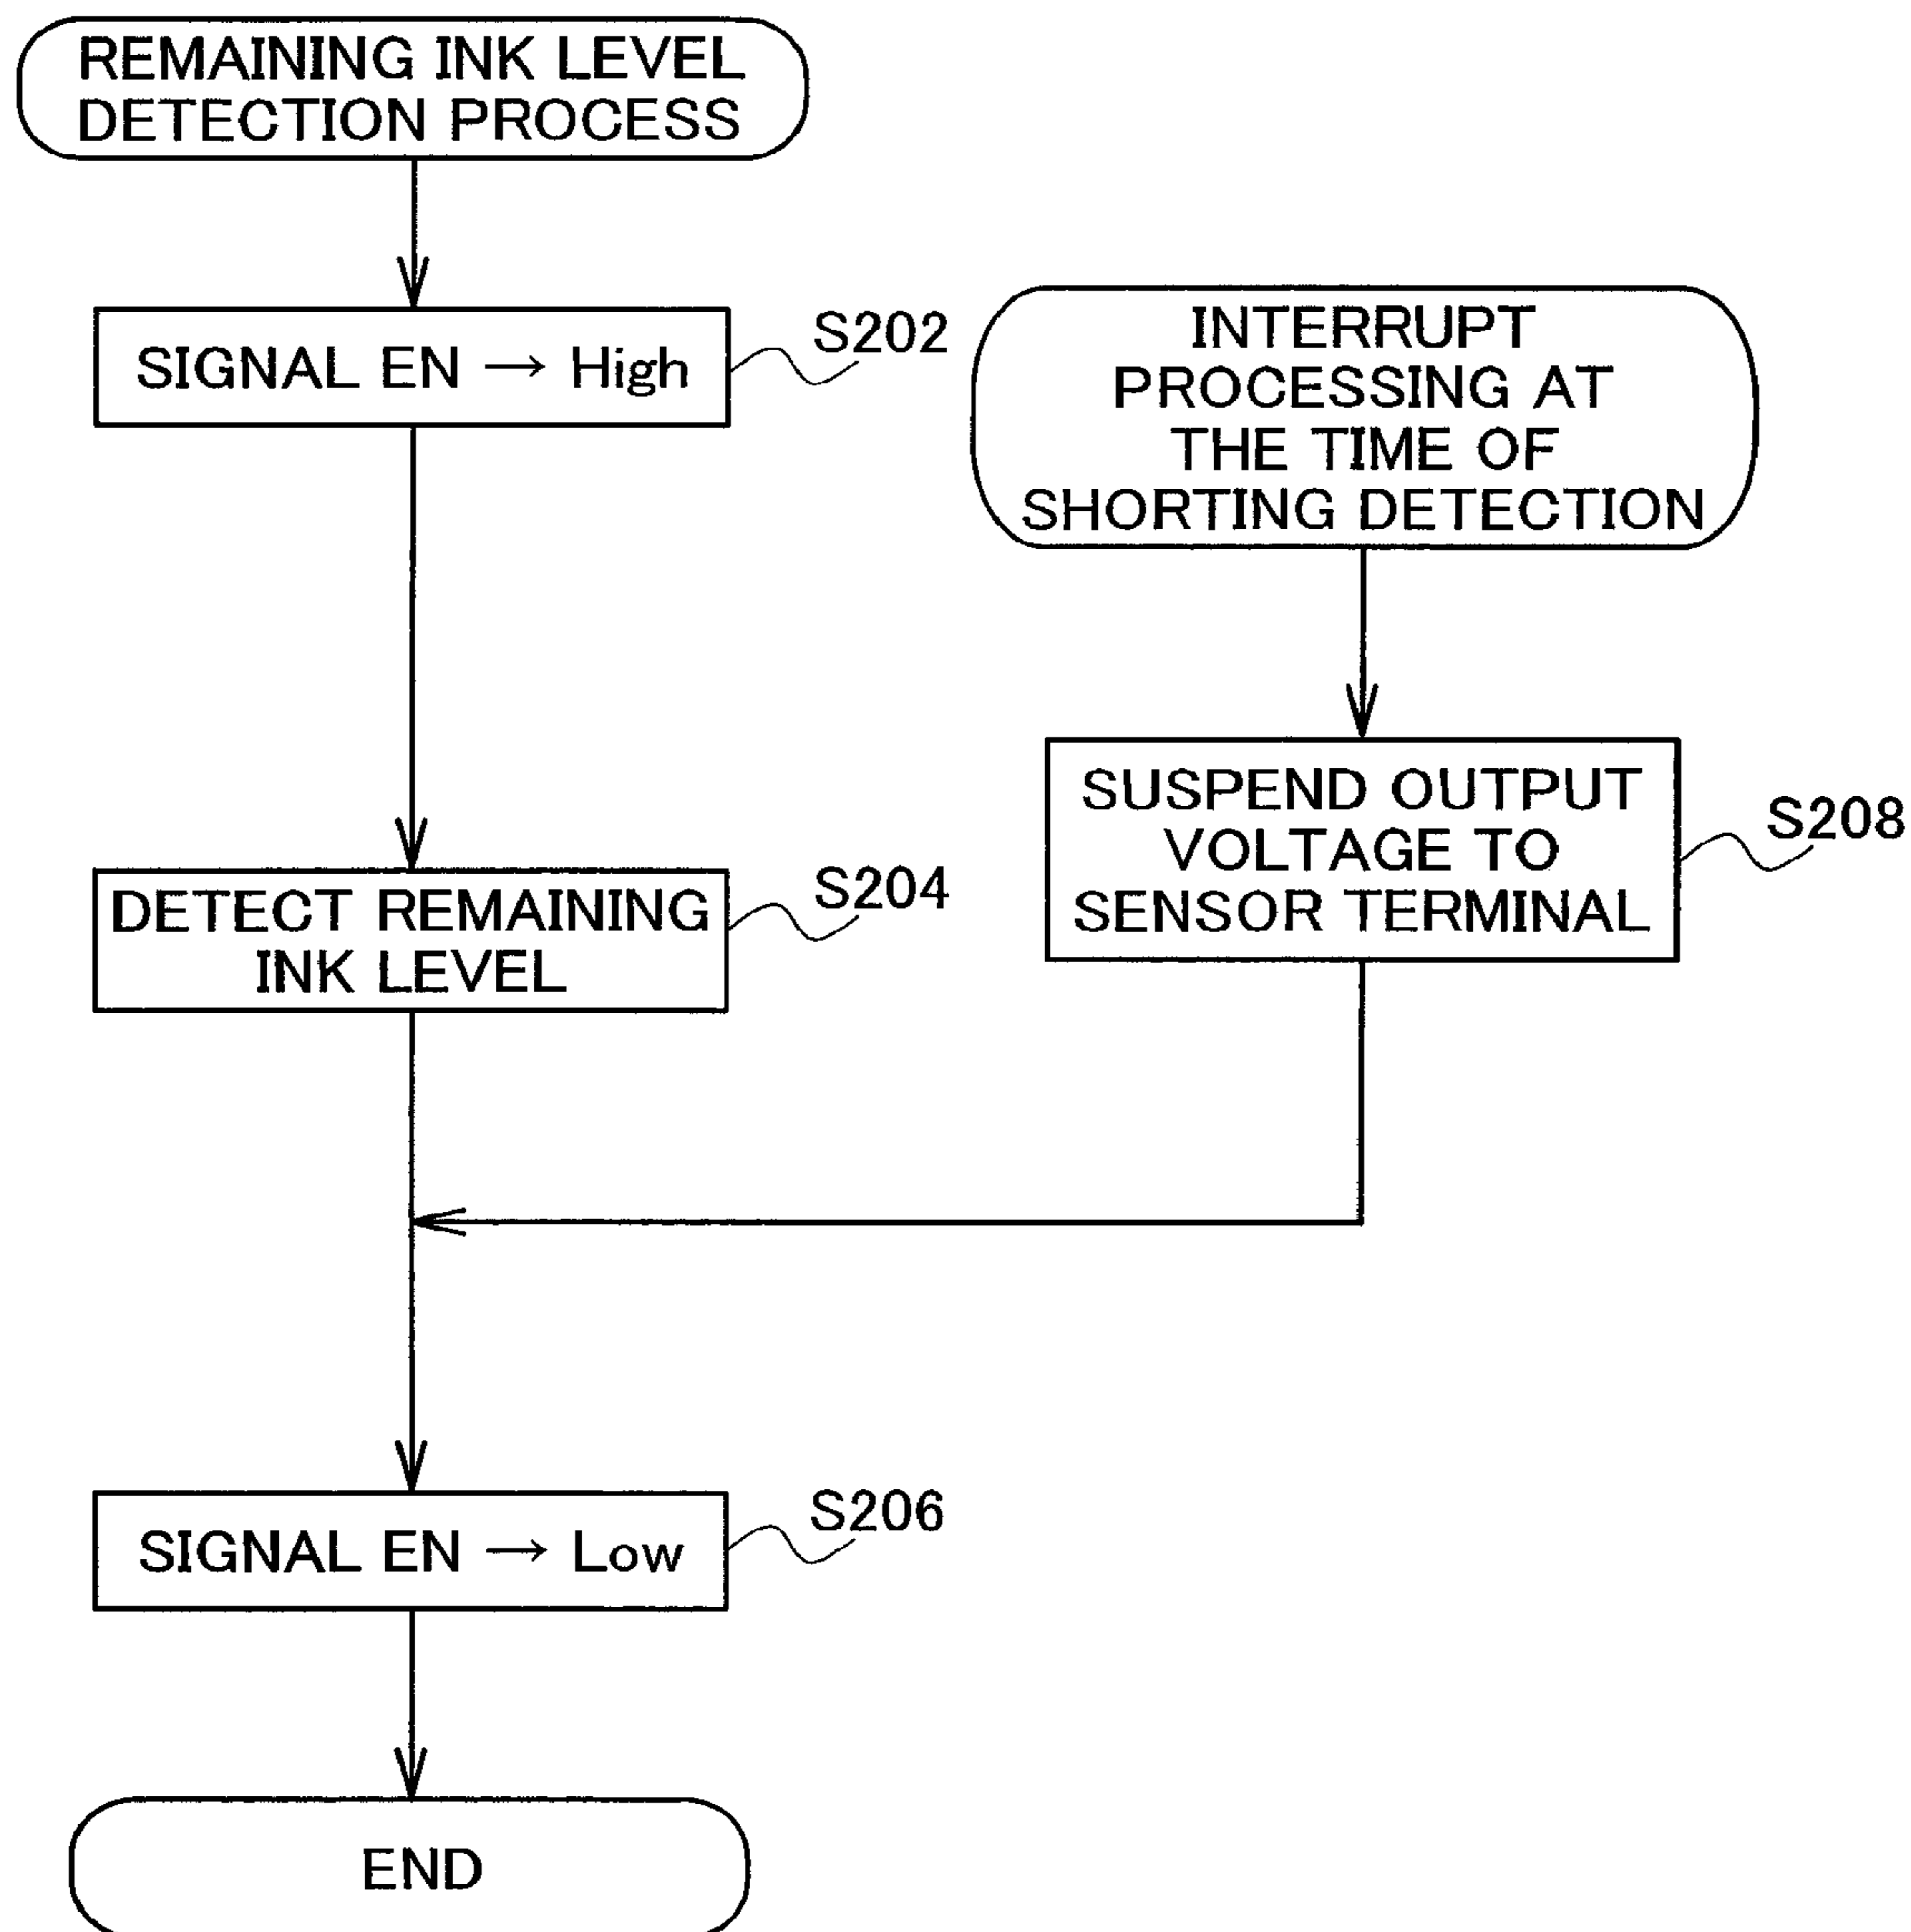 REMAINING INK LEVEL
DETECTION PROCESS
SIGNAL EN → High
S202
INTERRUPT
PROCESSING AT
THE TIME OF
SHORTING DETECTION
SUSPEND OUTPUT
VOLTAGE TO
SENSOR TERMINAL
S208
DETECT REMAINING
INK LEVEL
S204
SIGNAL EN → Low
S206
END